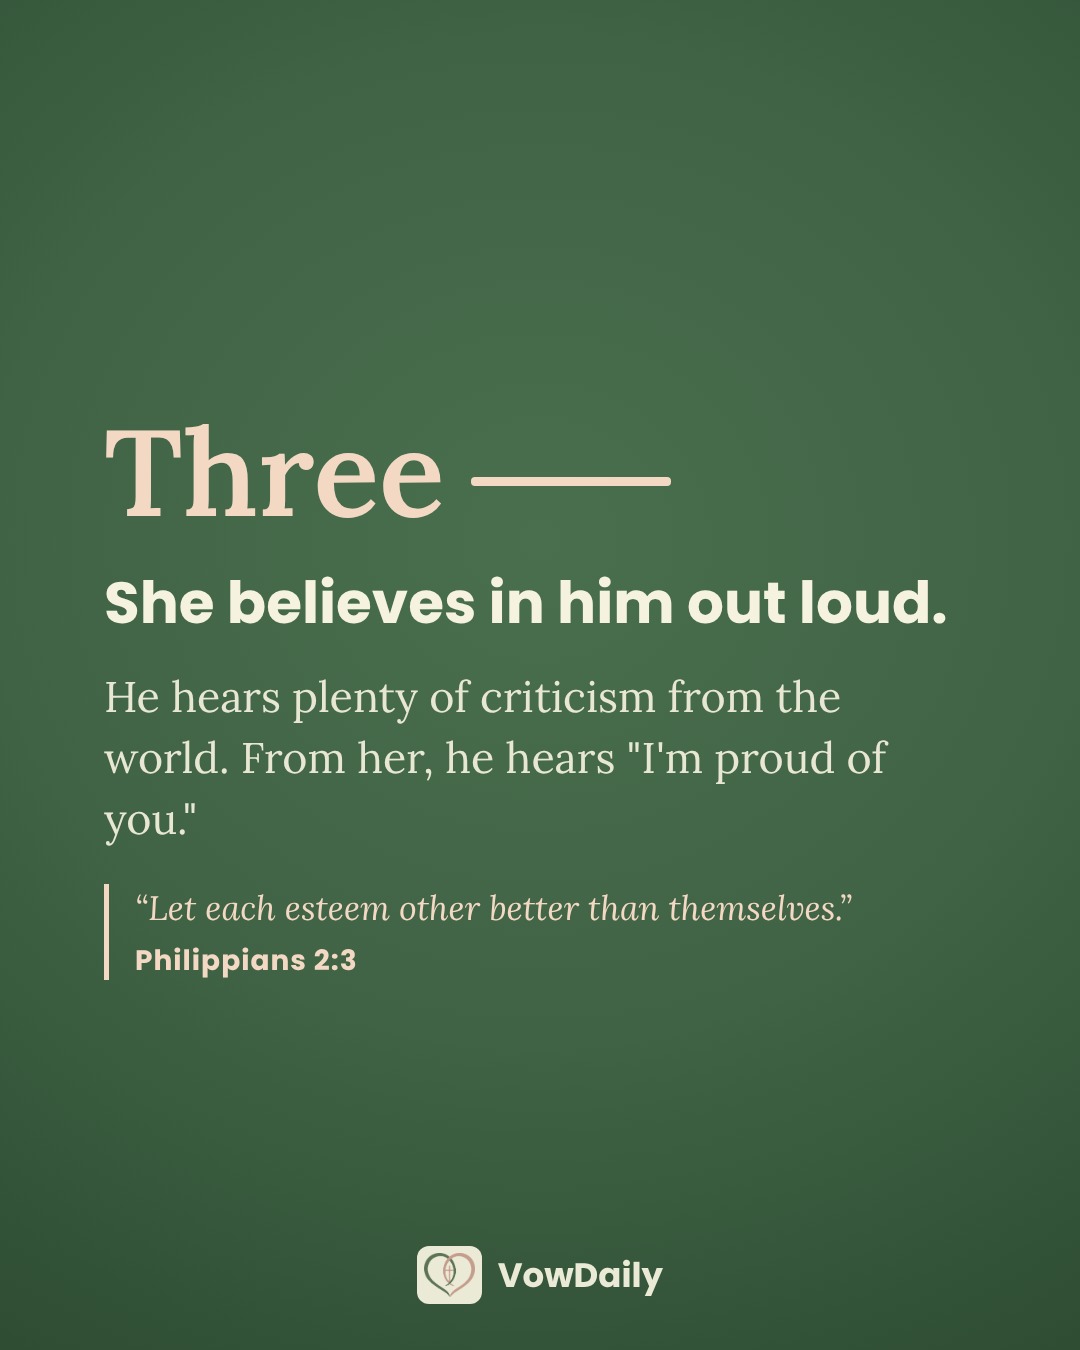 Three
She believes in him out loud.
He hears plenty of criticism from the
world. From her, he hears "I'm proud of
you."
“Let each esteem other better than themselves.”
Philippians 2:3
VowDaily